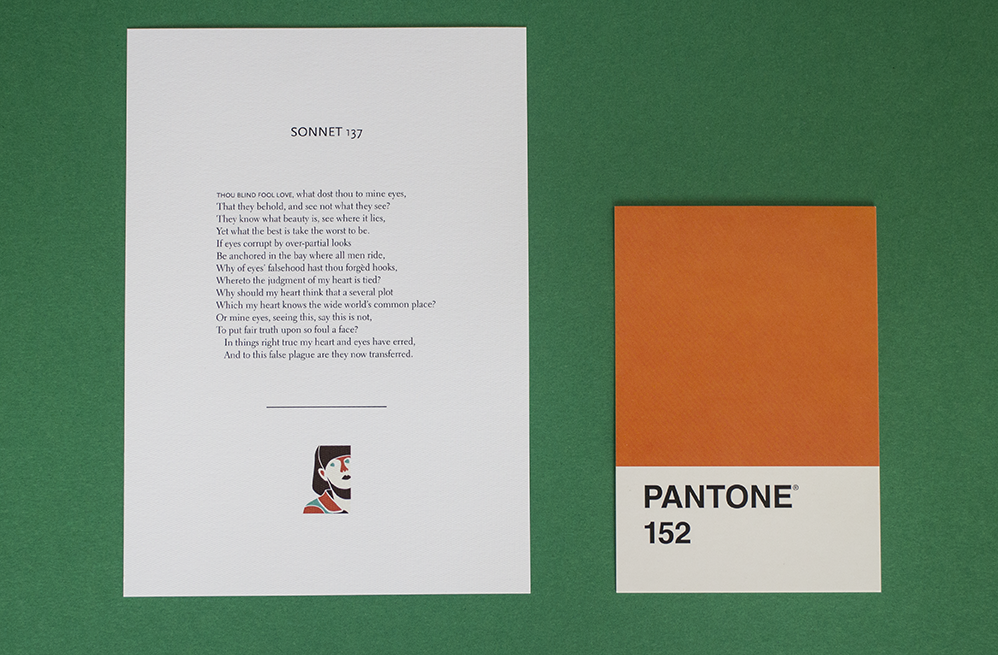 SONNET 137
THOU BLIND FOOL LOVE, what dost thou to mine eyes,
That they behold, and see not what they see?
They know what beauty is, see where it lies,
Yet what the best is take the worst to be.
If eyes corrupt by over-partial looks
Be anchored in the bay where all men ride,
Why of eyes' falsehood hast thou forgèd hooks,
Whereto the judgment of my heart is tied?
Why should my heart think that a several plot
Which my heart knows the wide world's common place?
Or mine eyes, seeing this, say this is not,
To put fair truth upon so foul a face?
In things right true my heart and eyes have erred,
And to this false plague are they now transferred.
PANTONE®
152